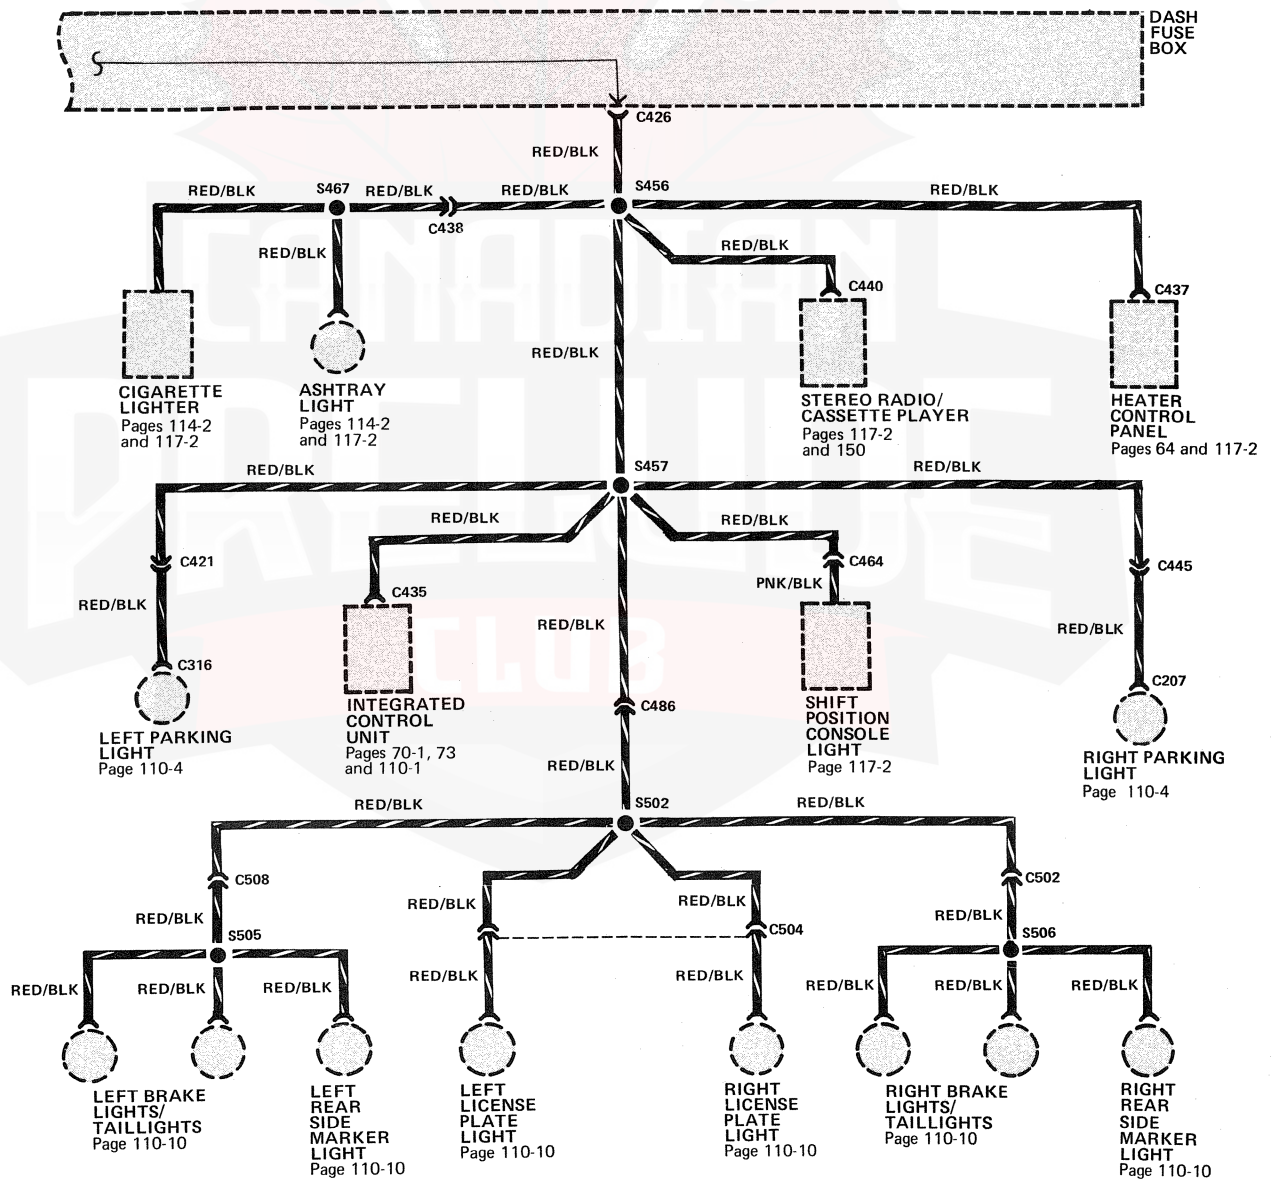 DASH
FUSE
BOX
C426
RED/BLK
RED/BLK
S467
RED/BLK
RED/BLK
S456
RED/BLK
C438
RED/BLK
RED/BLK
C440
C437
RED/BLK
CIGARETTE
LIGHTER
Pages 114-2
and 117-2
ASHTRAY
LIGHT
Pages 114-2
and 117-2
STEREO RADIO/
CASSETTE PLAYER
Pages 117-2
and 150
HEATER
CONTROL
PANEL
Pages 64 and 117-2
CANADIAN
PRELUDE
CLUB
RED/BLK
S457
RED/BLK
RED/BLK
RED/BLK
C421
C464
C445
RED/BLK
C435
PNK/BLK
RED/BLK
RED/BLK
C316
C207
LEFT PARKING
LIGHT
Page 110-4
INTEGRATED
CONTROL
UNIT
Pages 70-1, 73
and 110-1
C486
SHIFT
POSITION
CONSOLE
LIGHT
Page 117-2
RIGHT PARKING
LIGHT
Page 110-4
RED/BLK
RED/BLK
S502
RED/BLK
C508
C502
RED/BLK
RED/BLK
RED/BLK
RED/BLK
S505
C504
S506
RED/BLK
RED/BLK
RED/BLK
RED/BLK
RED/BLK
RED/BLK
RED/BLK
RED/BLK
LEFT BRAKE
LIGHTS/
TAILLIGHTS
Page 110-10
LEFT
REAR
SIDE
MARKER
LIGHT
Page 110-10
LEFT
LICENSE
PLATE
LIGHT
Page 110-10
RIGHT
LICENSE
PLATE
LIGHT
Page 110-10
RIGHT BRAKE
LIGHTS/
TAILLIGHTS
Page 110-10
RIGHT
REAR
SIDE
MARKER
LIGHT
Page 110-10